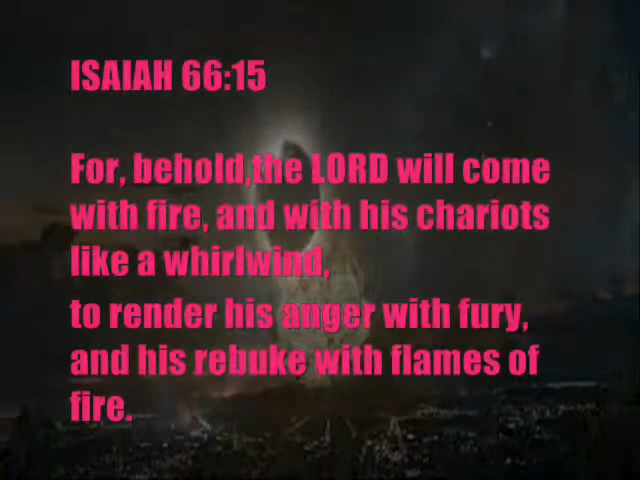 ISAIAH 66:15
For, behold,the LORD will come
with fire, and with his chariots
like a whirlwind,
to render his anger with fury,
and his rebuke with flames of
fire.